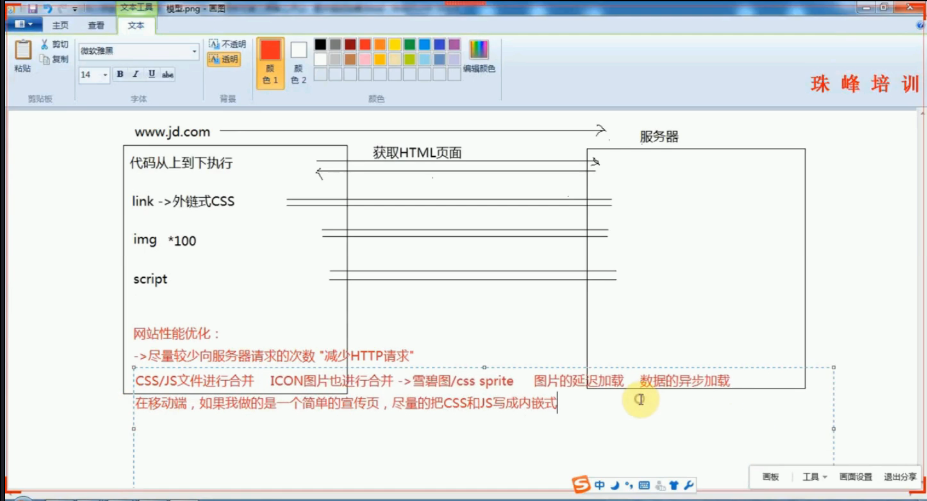 文本工具
模型.png - 画图
主页 查看 文本
粘贴
剪切
复制
微软雅黑
14
B I U abc
不透明
透明
颜色 1
颜色 2
编辑颜色
剪贴板 字体 背景 颜色
珠峰培训
www.jd.com
服务器
获取HTML页面
代码从上到下执行
link ->外链式CSS
img *100
script
网站性能优化：
->尽量较少向服务器请求的次数 "减少HTTP请求"
CSS/JS文件进行合并 ICON图片也进行合并 ->雪碧图/css sprite 图片的延迟加载 数据的异步加载
在移动端，如果我做的是一个简单的宣传页，尽量的把CSS和JS写成内嵌式
中
画板 工具 画面设置 退出分享